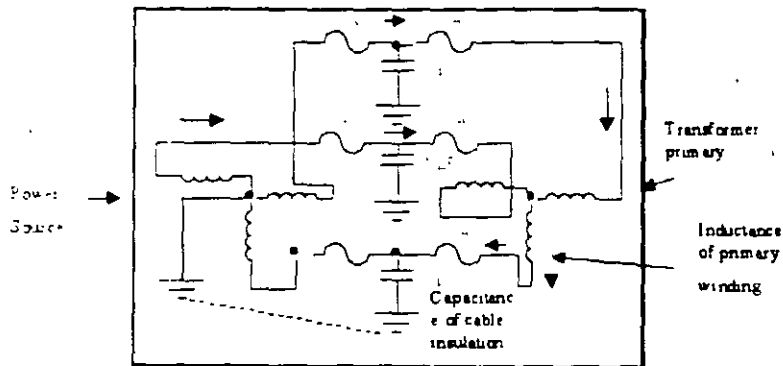 Power
Source
Transformer
primary
Inductance
of primary
winding
Capacitanc
e of cable
insulation